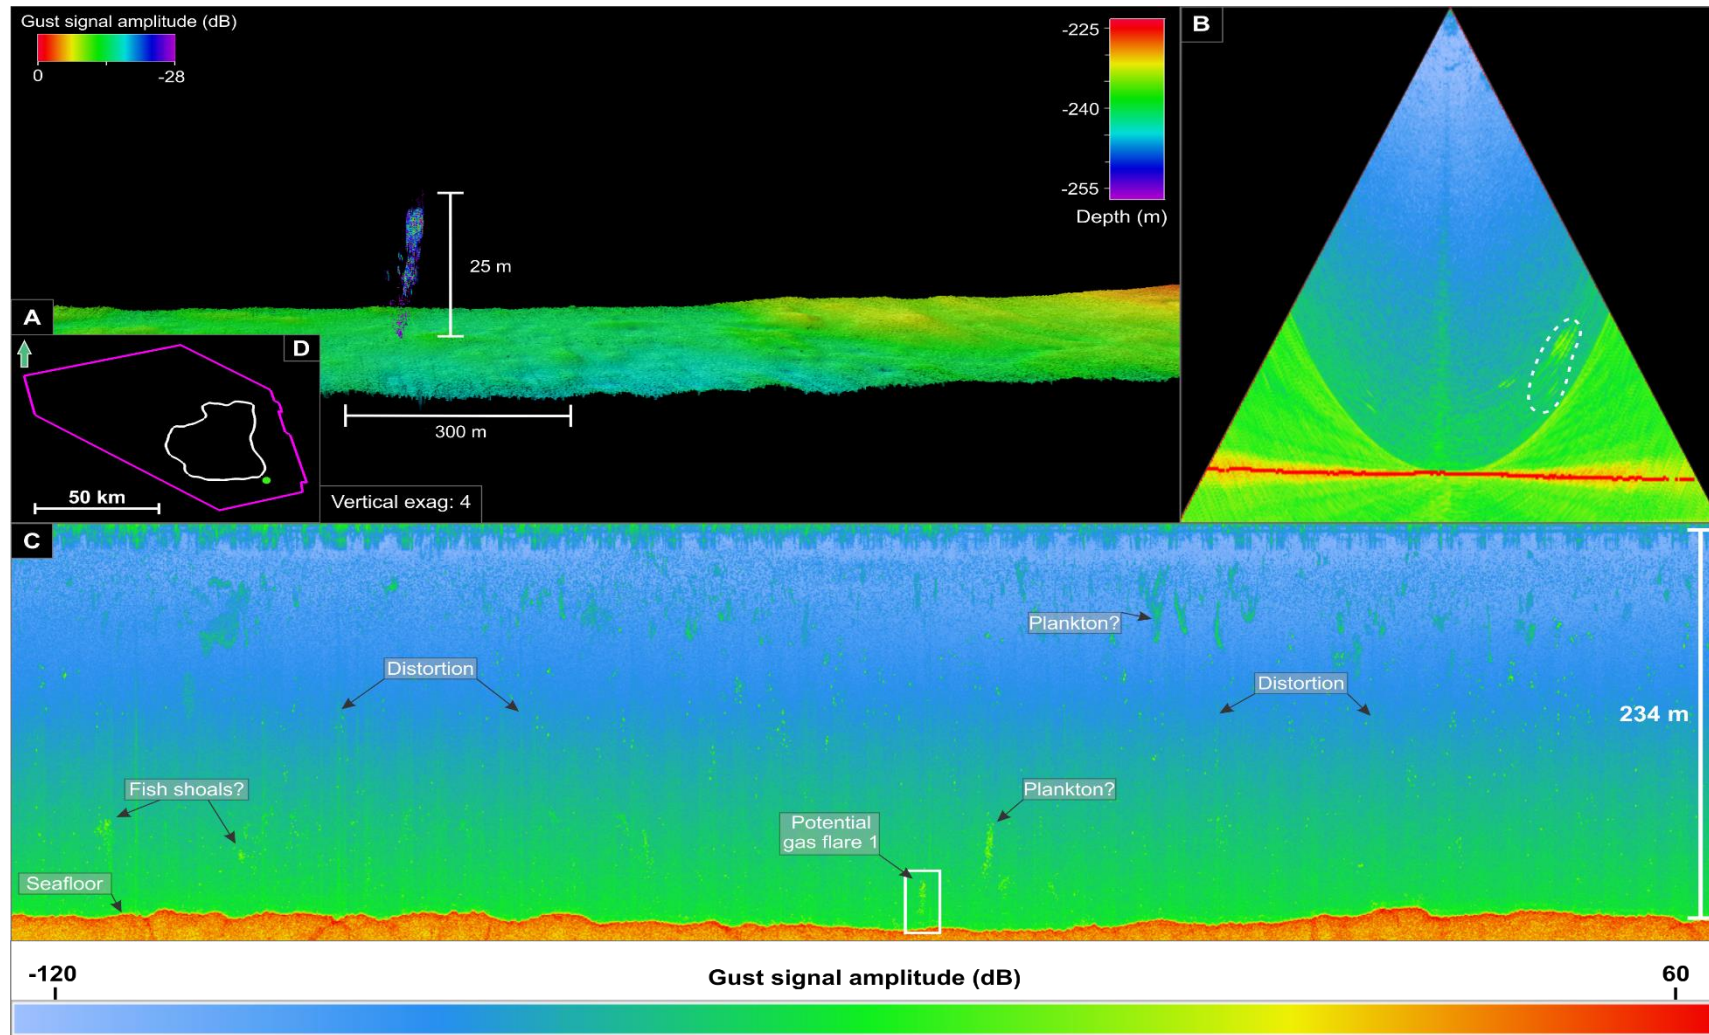 Gust signal amplitude (dB)
0 -28
-225
-240
-255
Depth (m)
25 m
A
300 m
Vertical exag: 4
D
50 km
B
C
Plankton?
Distortion
Distortion
234 m
Fish shoals?
Plankton?
Potential
gas flare 1
Seafloor
-120 Gust signal amplitude (dB) 60